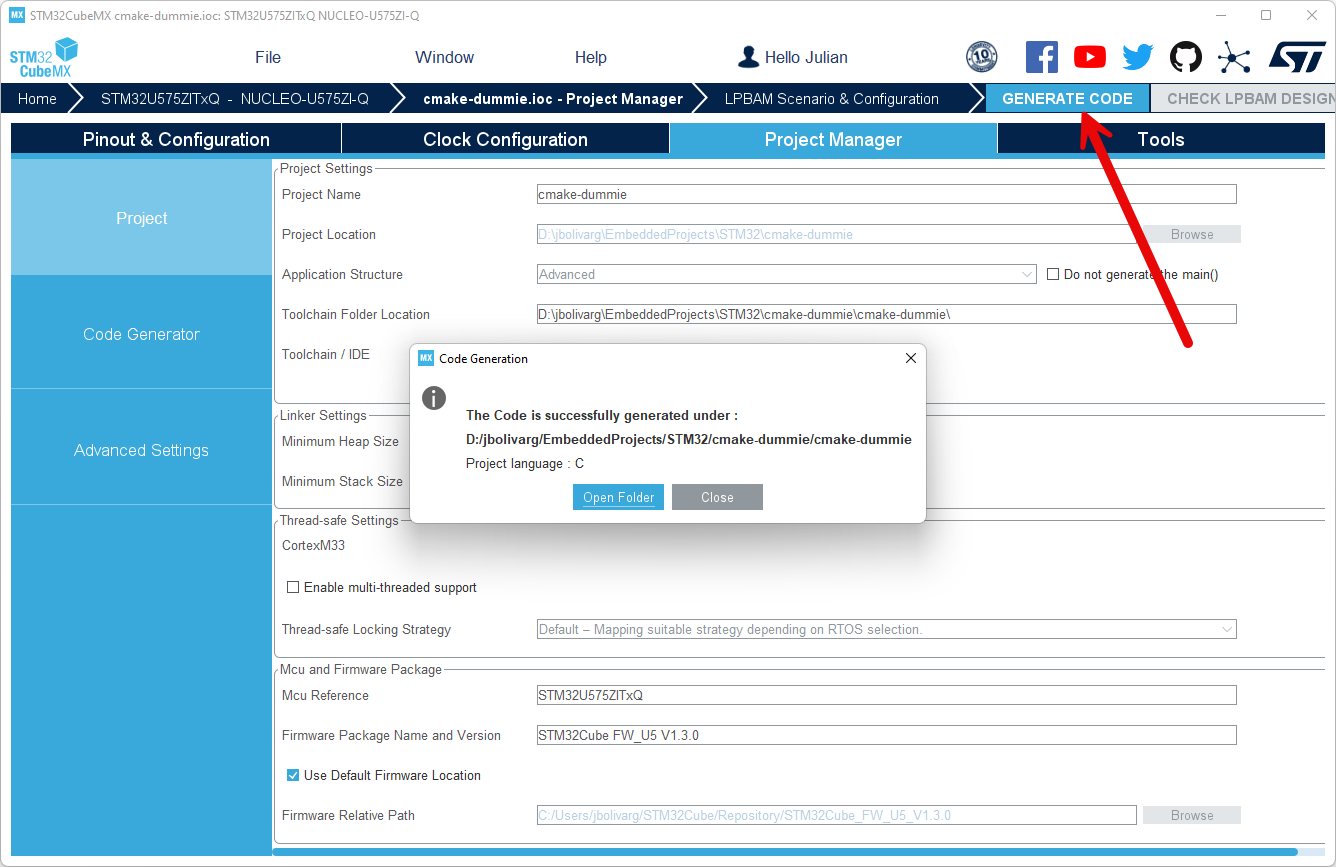 MX STM32CubeMX cmake-dummie.ioc: STM32U575ZITxQ NUCLEO-U575ZI-Q
STM32
CubeMX
File Window Help Hello Julian
10
Home STM32U575ZITxQ - NUCLEO-U575ZI-Q cmake-dummie.ioc - Project Manager LPBAM Scenario & Configuration GENERATE CODE CHECK LPBAM DESIGN
Pinout & Configuration Clock Configuration Project Manager Tools
Project
Code Generator
Advanced Settings
Project Settings
Project Name cmake-dummie
Project Location D:\jbolivarg\EmbeddedProjects\STM32\cmake-dummie Browse
Application Structure Advanced Do not generate the main()
Toolchain Folder Location D:\jbolivarg\EmbeddedProjects\STM32\cmake-dummie\cmake-dummie\
Toolchain / IDE
MX Code Generation
The Code is successfully generated under :
D:/jbolivarg/EmbeddedProjects/STM32/cmake-dummie/cmake-dummie
Project language : C
Open Folder Close
Linker Settings
Minimum Heap Size
Minimum Stack Size
Thread-safe Settings
CortexM33
Enable multi-threaded support
Thread-safe Locking Strategy Default – Mapping suitable strategy depending on RTOS selection.
Mcu and Firmware Package
Mcu Reference STM32U575ZITxQ
Firmware Package Name and Version STM32Cube FW_U5 V1.3.0
Use Default Firmware Location
Firmware Relative Path C:/Users/jbolivarg/STM32Cube/Repository/STM32Cube_FW_U5_V1.3.0 Browse